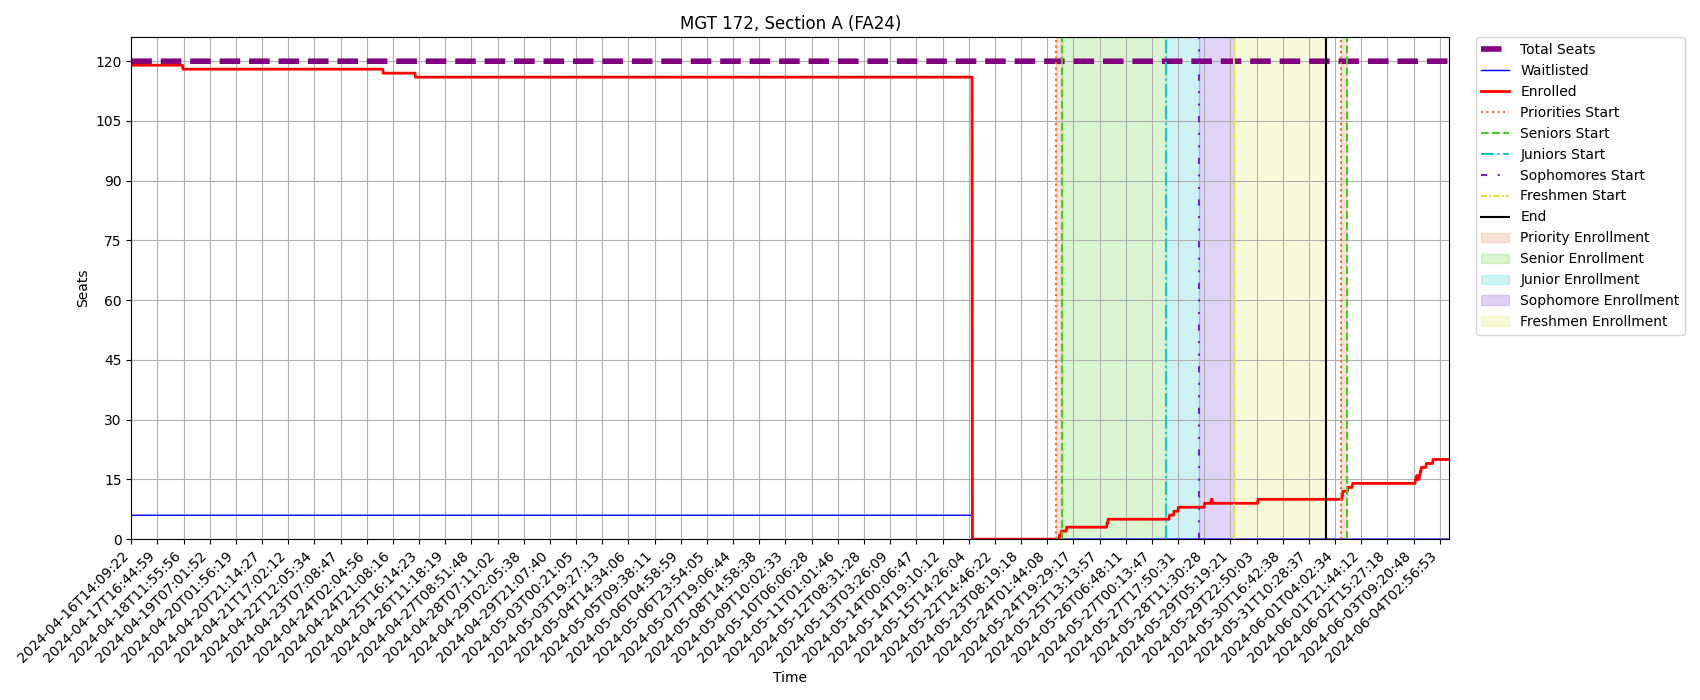 MGT 172, Section A (FA24)
Total Seats
Waitlisted
Enrolled
Priorities Start
Seniors Start
Juniors Start
Sophomores Start
Freshmen Start
End
Priority Enrollment
Senior Enrollment
Junior Enrollment
Sophomore Enrollment
Freshmen Enrollment
Seats
120
105
90
75
60
45
30
15
0
2024-04-16T14:09:22
2024-04-17T16:44:59
2024-04-18T11:55:56
2024-04-19T07:01:52
2024-04-20T01:56:19
2024-04-20T21:14:27
2024-04-21T17:02:12
2024-04-22T12:05:34
2024-04-23T07:08:47
2024-04-24T02:04:56
2024-04-24T21:08:16
2024-04-25T16:14:23
2024-04-26T11:18:19
2024-04-27T08:51:48
2024-04-28T07:11:02
2024-04-29T02:05:38
2024-04-29T21:07:40
2024-05-03T00:21:05
2024-05-03T19:27:13
2024-05-04T14:34:06
2024-05-05T09:38:11
2024-05-06T04:58:59
2024-05-06T23:54:05
2024-05-07T19:06:44
2024-05-08T14:58:38
2024-05-09T10:02:33
2024-05-10T06:06:28
2024-05-11T01:01:46
2024-05-12T08:31:28
2024-05-13T03:26:09
2024-05-14T00:06:47
2024-05-14T19:10:12
2024-05-15T14:26:04
2024-05-22T14:46:22
2024-05-23T08:19:18
2024-05-24T01:44:08
2024-05-24T19:29:17
2024-05-25T13:13:57
2024-05-26T06:48:11
2024-05-27T00:13:47
2024-05-27T17:50:31
2024-05-28T11:30:28
2024-05-29T05:19:21
2024-05-29T22:50:03
2024-05-30T16:42:38
2024-05-31T10:28:37
2024-06-01T04:02:34
2024-06-01T21:44:12
2024-06-02T15:27:18
2024-06-03T09:20:48
2024-06-04T02:56:53
Time